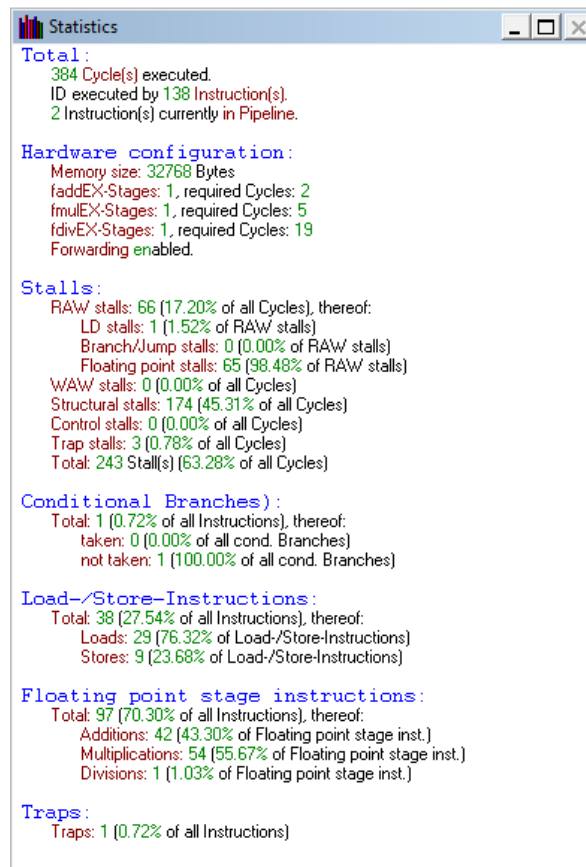 Statistics
Total:
384 Cycle(s) executed.
ID executed by 138 Instruction(s).
2 Instruction(s) currently in Pipeline.
Hardware configuration:
Memory size: 32768 Bytes
faddEX-Stages: 1, required Cycles: 2
fmulEX-Stages: 1, required Cycles: 5
fdivEX-Stages: 1, required Cycles: 19
Forwarding enabled.
Stalls:
RAW stalls: 66 (17.20% of all Cycles), thereof:
LD stalls: 1 (1.52% of RAW stalls)
Branch/Jump stalls: 0 (0.00% of RAW stalls)
Floating point stalls: 65 (98.48% of RAW stalls)
WAW stalls: 0 (0.00% of all Cycles)
Structural stalls: 174 (45.31% of all Cycles)
Control stalls: 0 (0.00% of all Cycles)
Trap stalls: 3 (0.78% of all Cycles)
Total: 243 Stall(s) (63.28% of all Cycles)
Conditional Branches):
Total: 1 (0.72% of all Instructions), thereof:
taken: 0 (0.00% of all cond. Branches)
not taken: 1 (100.00% of all cond. Branches)
Load-/Store-Instructions:
Total: 38 (27.54% of all Instructions), thereof:
Loads: 29 (76.32% of Load-/Store-Instructions)
Stores: 9 (23.68% of Load-/Store-Instructions)
Floating point stage instructions:
Total: 97 (70.30% of all Instructions), thereof:
Additions: 42 (43.30% of Floating point stage inst.)
Multiplications: 54 (55.67% of Floating point stage inst.)
Divisions: 1 (1.03% of Floating point stage inst.)
Traps:
Traps: 1 (0.72% of all Instructions)